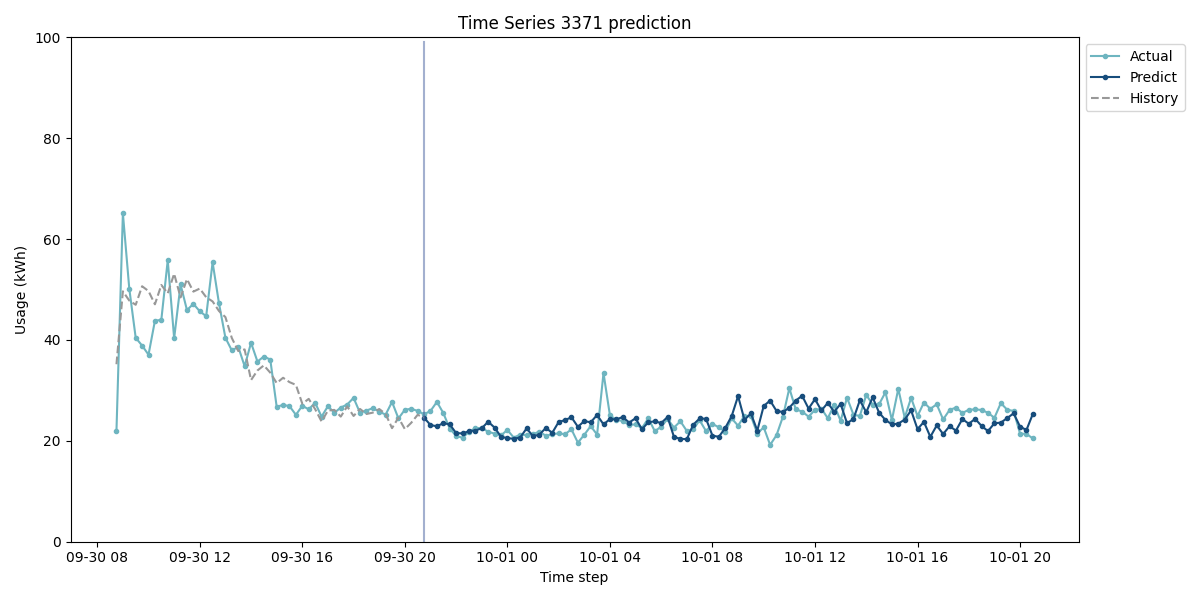 Time Series 3371 prediction
100
80
60
40
20
0
Usage (kWh)
09-30 08 09-30 12 09-30 16 09-30 20 10-01 00 10-01 04 10-01 08 10-01 12 10-01 16 10-01 20
Time step
Actual
Predict
History